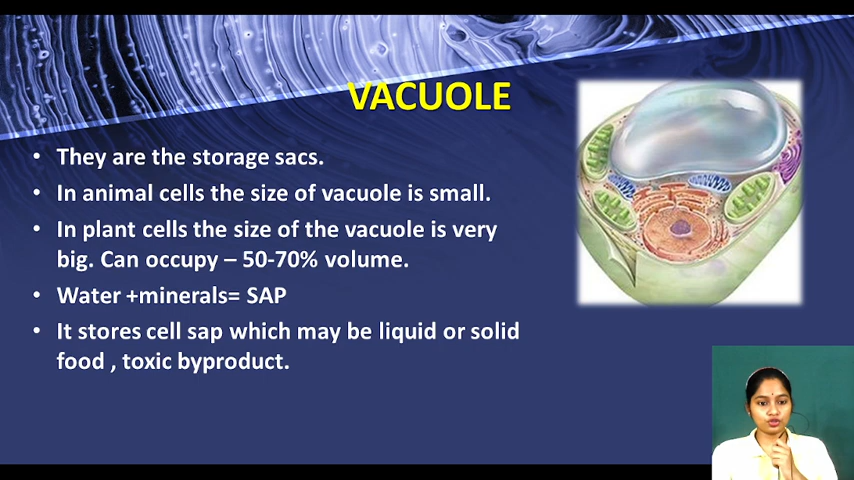 VACUOLE
• They are the storage sacs.
• In animal cells the size of vacuole is small.
• In plant cells the size of the vacuole is very
big. Can occupy – 50-70% volume.
• Water +minerals= SAP
• It stores cell sap which may be liquid or solid
food , toxic byproduct.